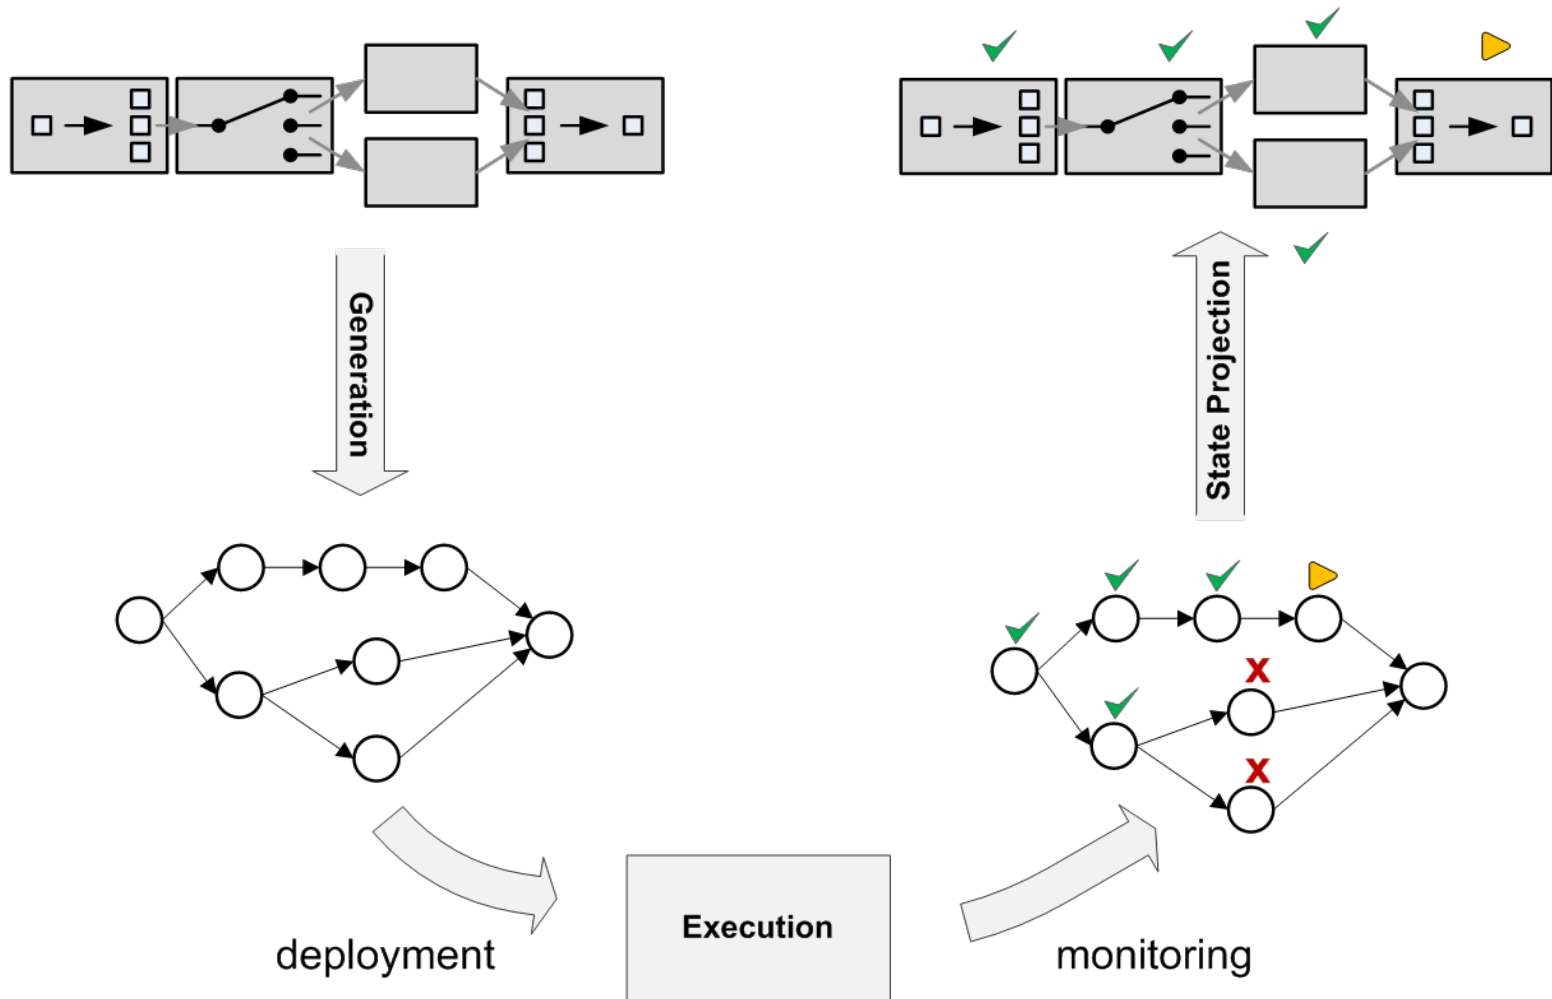 Generation
State Projection
X
X
Execution
deployment
monitoring